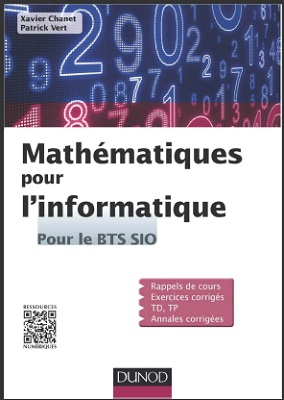 Xavier Chanet
Patrick Vert
Mathématiques
pour
l'informatique
Pour le BTS SIO
Rappels de cours
Exercices corrigés
TD, TP
Annales corrigées
RESSOURCES
NUMÉRIQUES
DUNOD